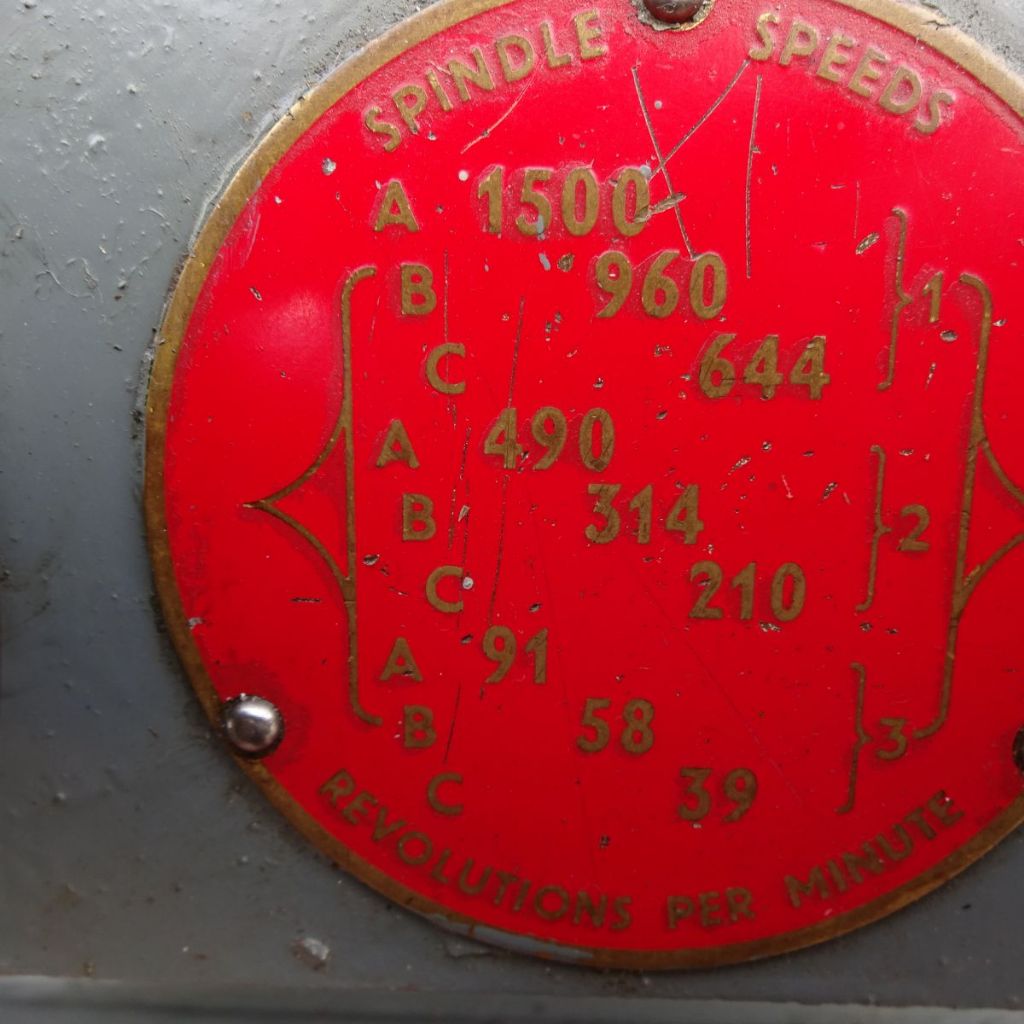 SPINDLE SPEEDS
A 1500
B 960 1
C 644
A 490
B 314 2
C 210
A 91
B 58 3
C 39
REVOLUTIONS PER MINUTE